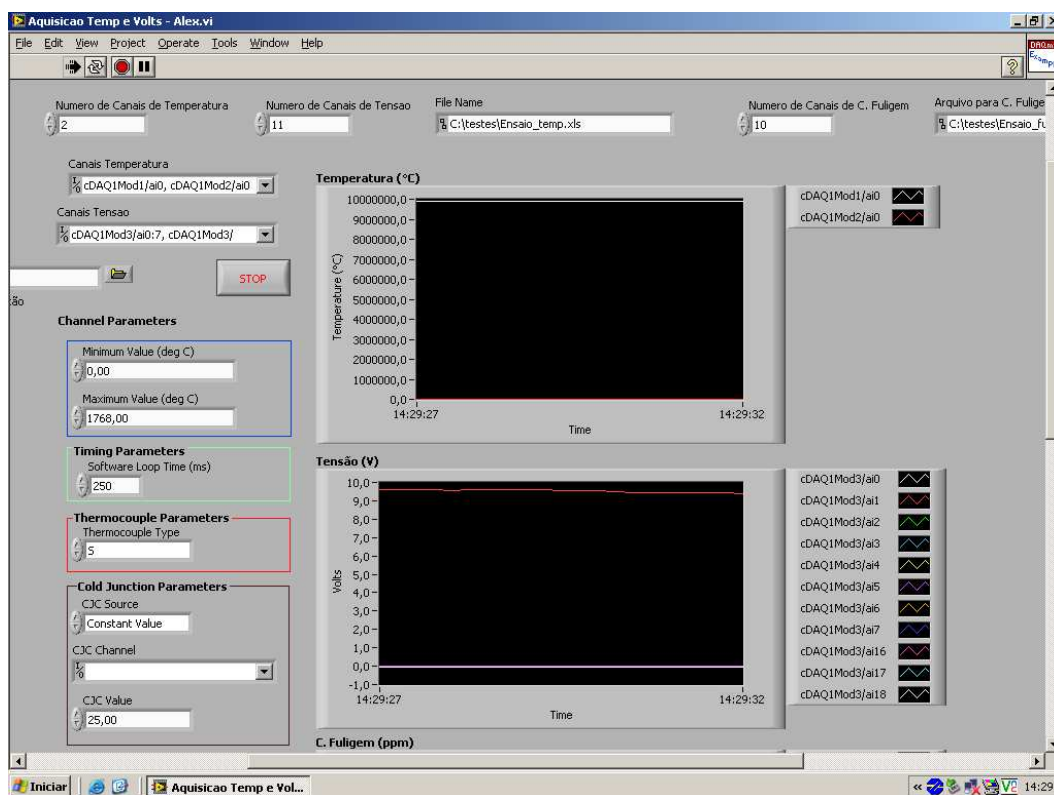 Aquisicao Temp e Volts - Alex.vi
File Edit View Project Operate Tools Window Help
Numero de Canais de Temperatura
2
Numero de Canais de Tensao
11
File Name
C:\testes\Ensaio_temp.xls
Numero de Canais de C. Fuligem
10
Arquivo para C. Fulige
C:\testes\Ensaio_fu
Canais Temperatura
cDAQ1Mod1/ai0, cDAQ1Mod2/ai0
Canais Tensao
cDAQ1Mod3/ai0:7, cDAQ1Mod3/
ão
STOP
Channel Parameters
Minimum Value (deg C)
0,00
Maximum Value (deg C)
1768,00
Timing Parameters
Software Loop Time (ms)
250
Thermocouple Parameters
Thermocouple Type
S
Cold Junction Parameters
CJC Source
Constant Value
CJC Channel
CJC Value
25,00
Temperatura (°C)
Temperature (°C)
10000000,0
9000000,0
8000000,0
7000000,0
6000000,0
5000000,0
4000000,0
3000000,0
2000000,0
1000000,0
0,0
14:29:27
14:29:32
Time
cDAQ1Mod1/ai0
cDAQ1Mod2/ai0
Tensão (V)
Volts
10,0
9,0
8,0
7,0
6,0
5,0
4,0
3,0
2,0
1,0
0,0
-1,0
14:29:27
14:29:32
Time
cDAQ1Mod3/ai0
cDAQ1Mod3/ai1
cDAQ1Mod3/ai2
cDAQ1Mod3/ai3
cDAQ1Mod3/ai4
cDAQ1Mod3/ai5
cDAQ1Mod3/ai6
cDAQ1Mod3/ai7
cDAQ1Mod3/ai16
cDAQ1Mod3/ai17
cDAQ1Mod3/ai18
C. Fuligem (ppm)
Iniciar
Aquisicao Temp e Vol...
14:29